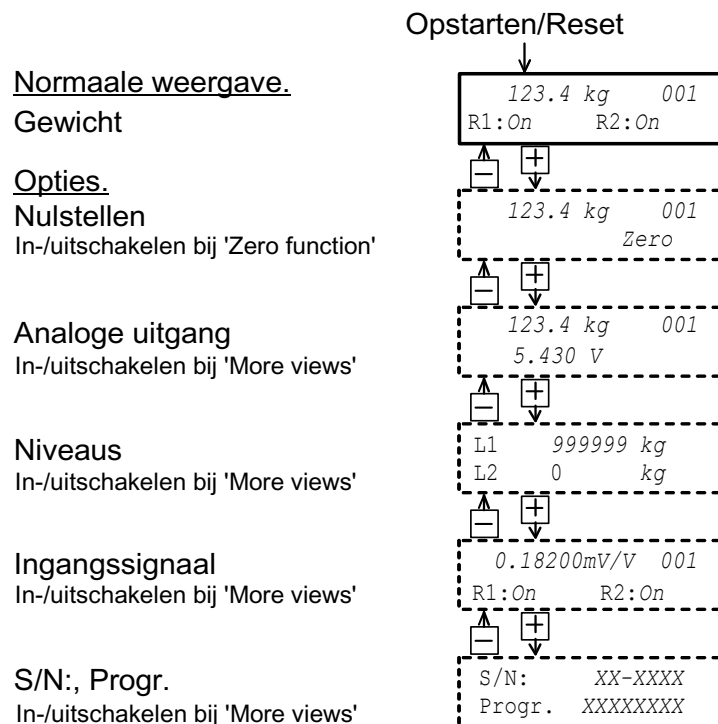 Opstarten/Reset
Normaale weergave.
Gewicht
123.4 kg 001
R1:On R2:On
− +
Opties.
Nulstellen
In-/uitschakelen bij 'Zero function'
123.4 kg 001
Zero
− +
Analoge uitgang
In-/uitschakelen bij 'More views'
123.4 kg 001
5.430 V
− +
Niveaus
In-/uitschakelen bij 'More views'
L1 999999 kg
L2 0 kg
− +
Ingangssignaal
In-/uitschakelen bij 'More views'
0.18200mV/V 001
R1:On R2:On
− +
S/N:, Progr.
In-/uitschakelen bij 'More views'
S/N: XX-XXXX
Progr. XXXXXXXX